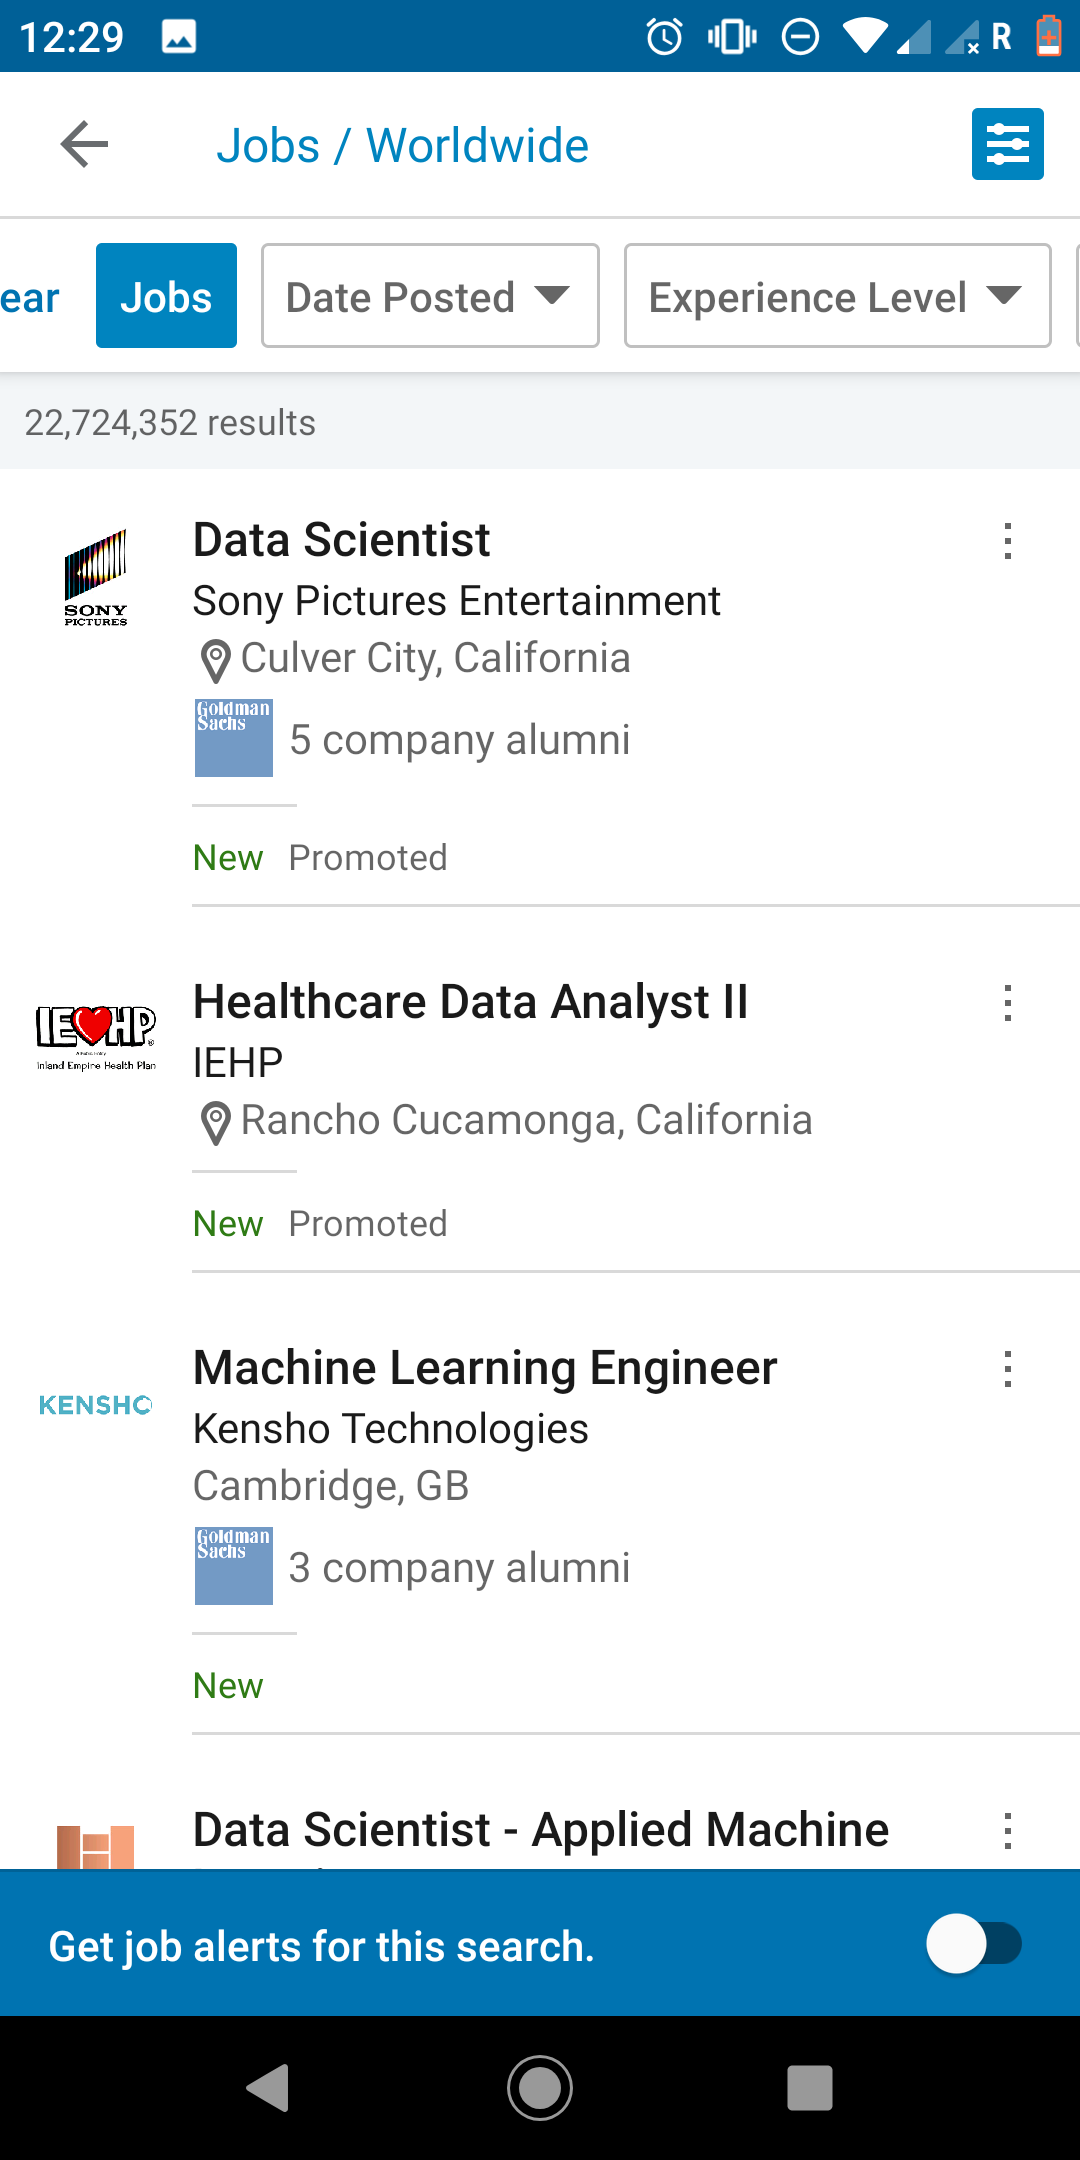 12:29
R
Jobs / Worldwide
ear
Jobs
Date Posted
Experience Level
22,724,352 results
SONY
PICTURES
Data Scientist
Sony Pictures Entertainment
Culver City, California
Goldman
Sachs
5 company alumni
New Promoted
IEHP
Inland Empire Health Plan
Healthcare Data Analyst II
IEHP
Rancho Cucamonga, California
New Promoted
KENSHO
Machine Learning Engineer
Kensho Technologies
Cambridge, GB
Goldman
Sachs
3 company alumni
New
Data Scientist - Applied Machine
Get job alerts for this search.